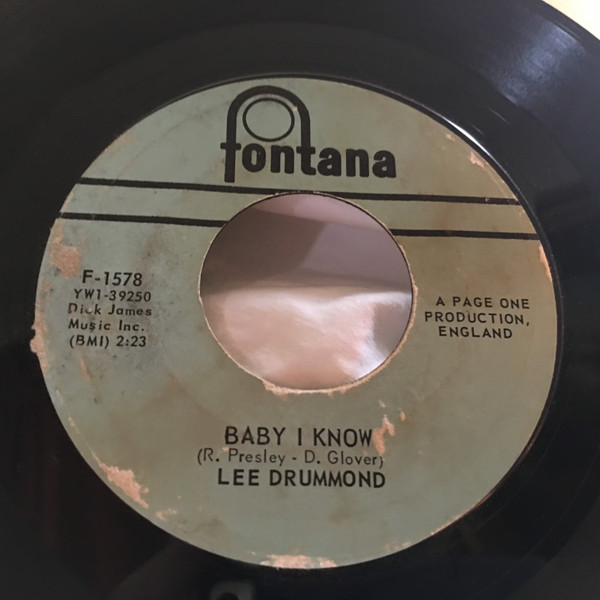 fontana
F-1578
YW1-39250
Dick James
Music Inc.
(BMI) 2:23
A PAGE ONE
PRODUCTION,
ENGLAND
BABY I KNOW
(R. Presley - D. Glover)
LEE DRUMMOND